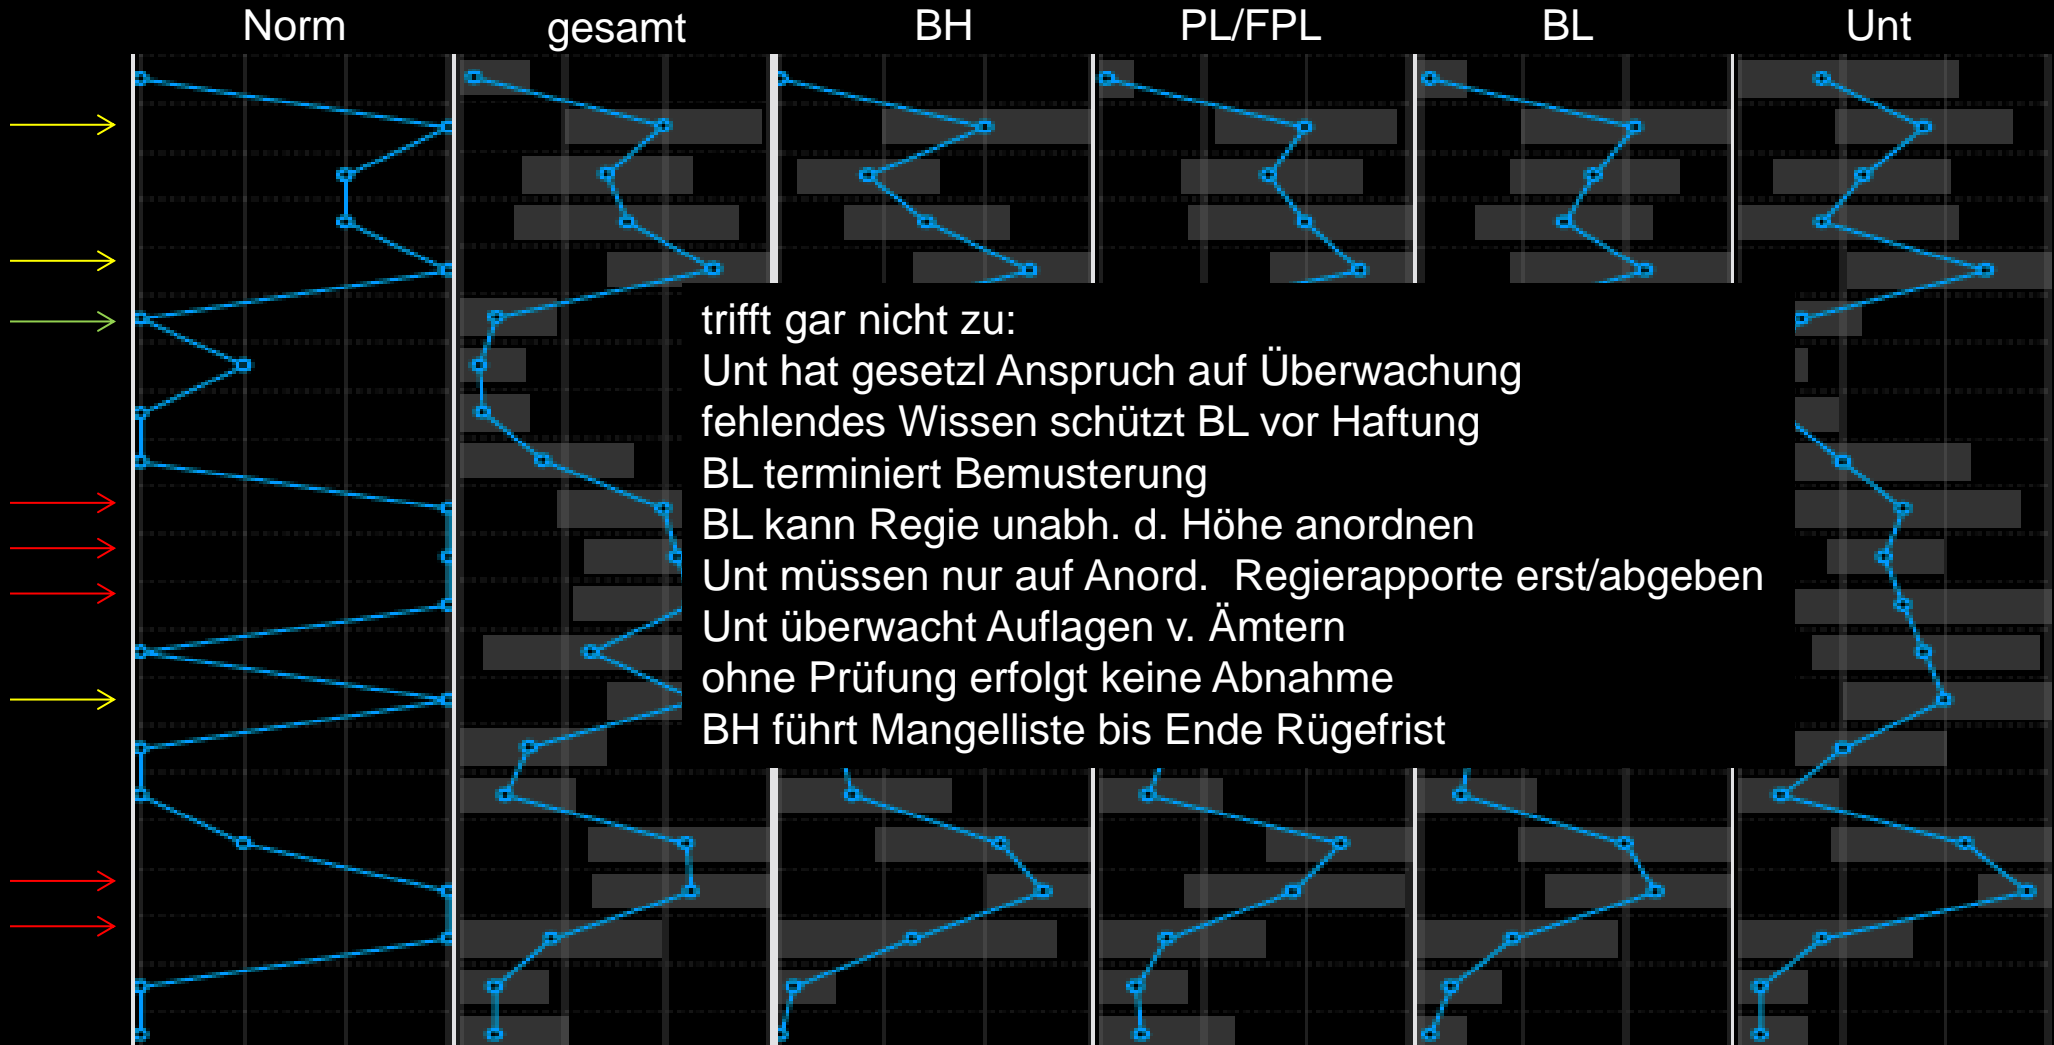 Norm gesamt BH PL/FPL BL Unt
trifft gar nicht zu:
Unt hat gesetzl Anspruch auf Überwachung
fehlendes Wissen schützt BL vor Haftung
BL terminiert Bemusterung
BL kann Regie unabh. d. Höhe anordnen
Unt müssen nur auf Anord.  Regierapporte erst/abgeben
Unt überwacht Auflagen v. Ämtern
ohne Prüfung erfolgt keine Abnahme
BH führt Mangelliste bis Ende Rügefrist